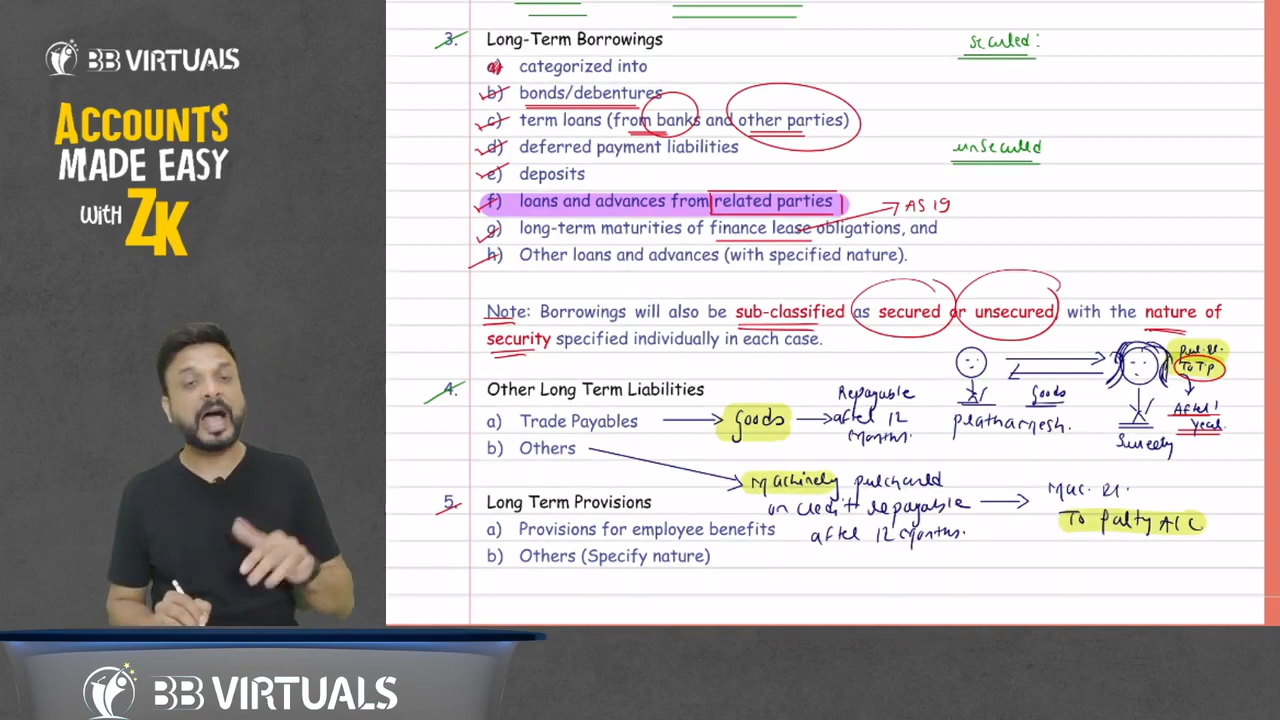 BB VIRTUALS
ACCOUNTS
MADE EASY
WITH ZK
3. Long-Term Borrowings
a) categorized into
b) bonds/debentures
c) term loans (from banks and other parties)
d) deferred payment liabilities
e) deposits
f) loans and advances from related parties
g) long-term maturities of finance lease obligations, and
h) Other loans and advances (with specified nature).
secured:
unsecured
AS 19
Note: Borrowings will also be sub-classified as secured or unsecured, with the nature of
security specified individually in each case.
4. Other Long Term Liabilities
a) Trade Payables
b) Others
Goods
Repayable
after 12
months.
Prathamesh.
Goods
Pur. A/c.
To TP
After 1
year.
Machinery purchased
on credit repayable
after 12 months.
Mac. A/c.
To Party A/C
5. Long Term Provisions
a) Provisions for employee benefits
b) Others (Specify nature)
BB VIRTUALS